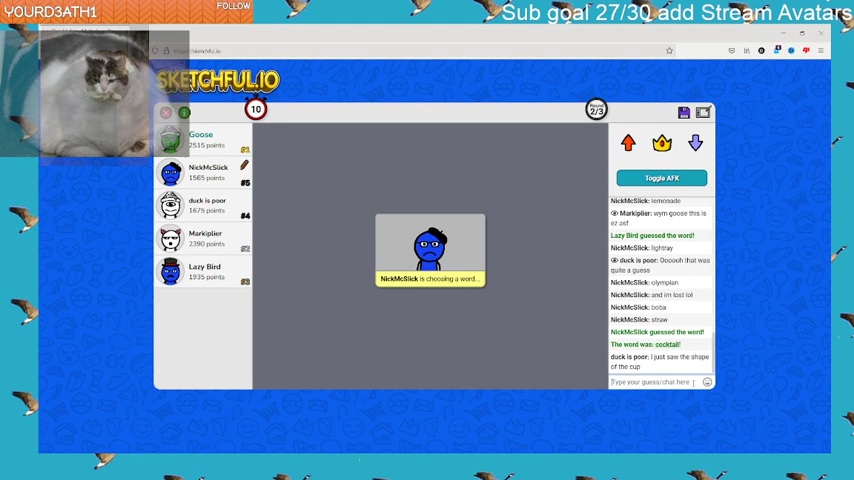 YOURD3ATH1
FOLLOW
Sub goal 27/30 add Stream Avatars
SKETCHFUL.IO
10
Round
2/3
Goose
2515 points
#1
NickMcSlick
1565 points
#5
duck is poor
1675 points
#4
Markiplier
2390 points
#2
Lazy Bird
1935 points
#3
NickMcSlick is choosing a word...
Toggle AFK
NickMcSlick: lemonade
Markiplier: wym goose this is
ez asf
Lazy Bird guessed the word!
NickMcSlick: lightray
duck is poor: Oooooh that was
quite a guess
NickMcSlick: olympian
NickMcSlick: and im lost lol
NickMcSlick: boba
NickMcSlick: straw
NickMcSlick guessed the word!
The word was: cocktail!
duck is poor: I just saw the shape
of the cup
Type your guess/chat here